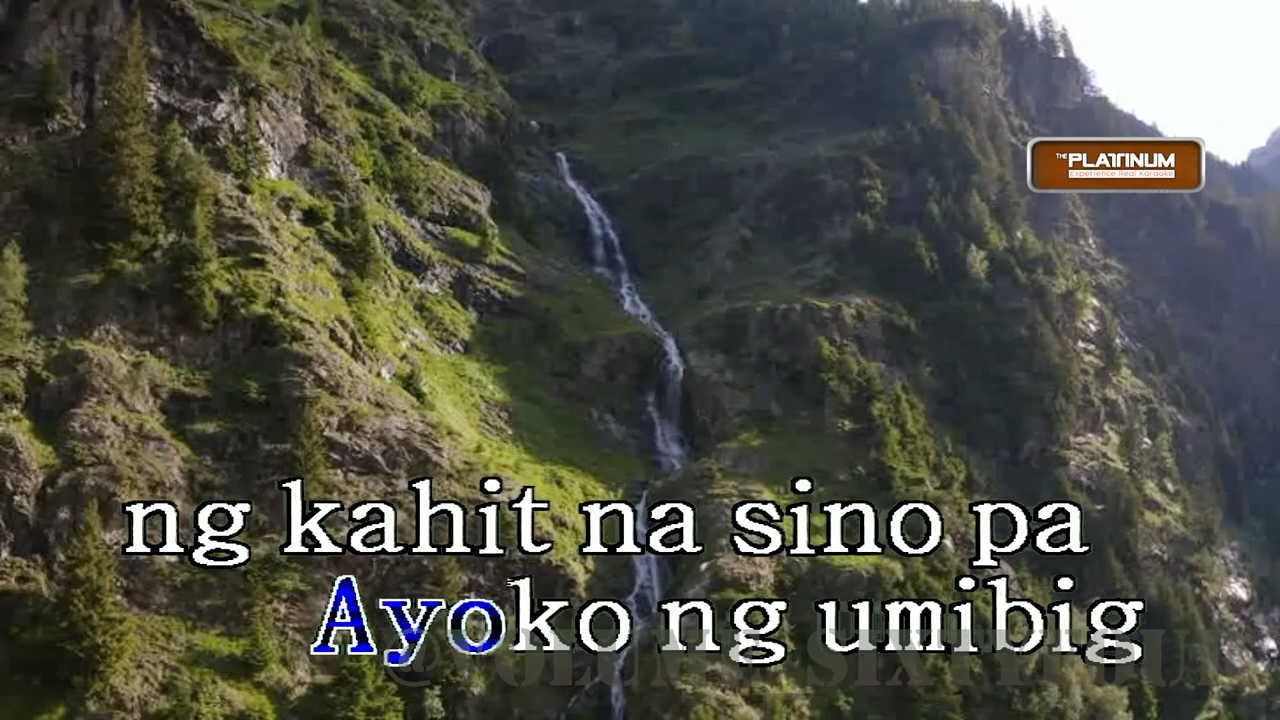 THE PLATINUM
Experience Real Karaoke
ng kahit na sino pa
Ayoko ng umibig